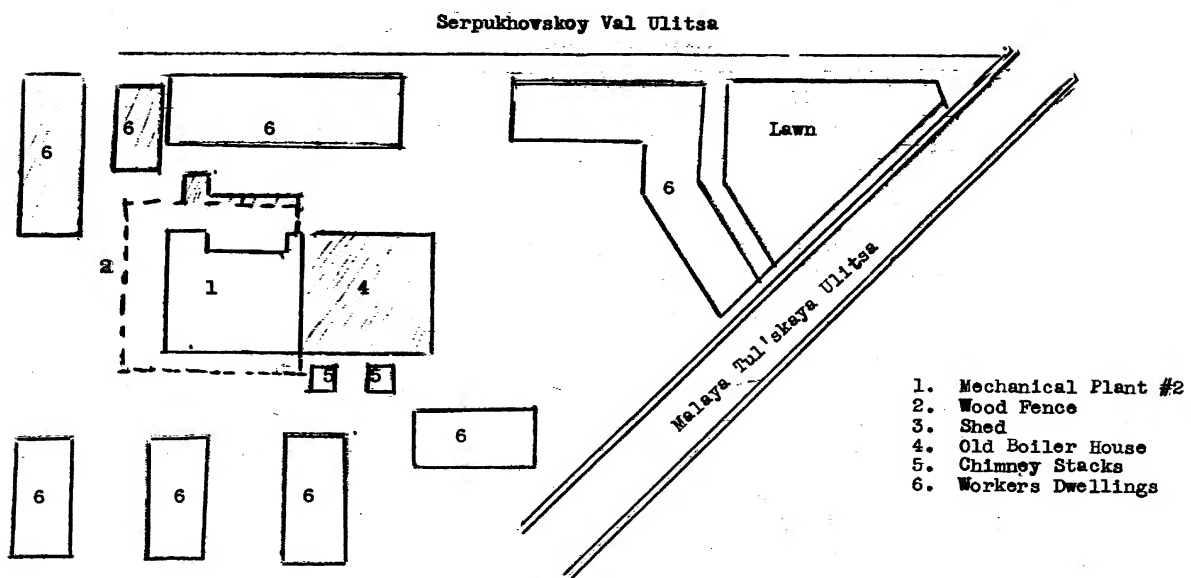 Serpukhovskoy Val Ulitsa
6
6
6
Lawn
6
2
1
4
Malaya Tul'skaya Ulitsa
5
5
6
6
6
6
1. Mechanical Plant #2
2. Wood Fence
3. Shed
4. Old Boiler House
5. Chimney Stacks
6. Workers Dwellings